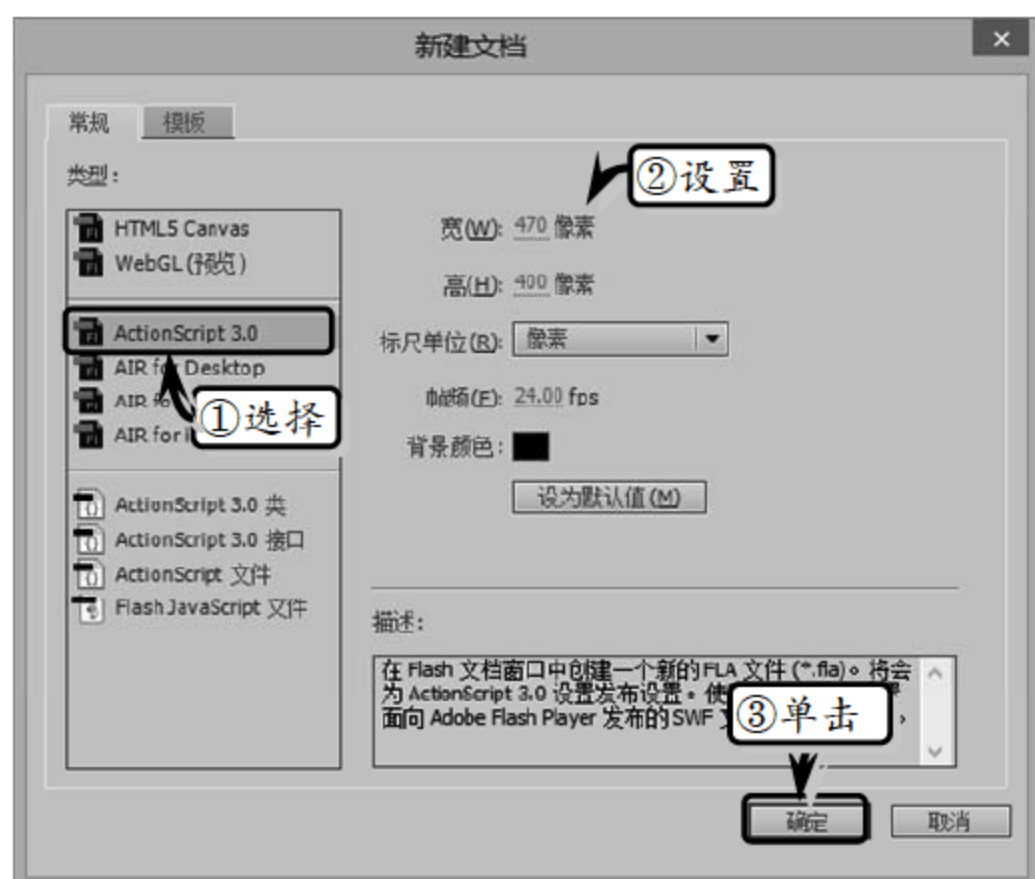 新建文档
常规 模板
类型：
HTML5 Canvas
WebGL(预览)
ActionScript 3.0
AIR for Desktop
AIR
AIR for
ActionScript 3.0 类
ActionScript 3.0 接口
ActionScript 文件
Flash JavaScript 文件
①选择
②设置
宽(W): 470 像素
高(H): 400 像素
标尺单位(R): 像素
帧频(F): 24.00 fps
背景颜色:
设为默认值(M)
描述:
在 Flash 文档窗口中创建一个新的 FLA 文件 (*.fla)。将会
为 ActionScript 3.0 设置发布设置。使
面向 Adobe Flash Player 发布的 SWF
③单击
确定 取消